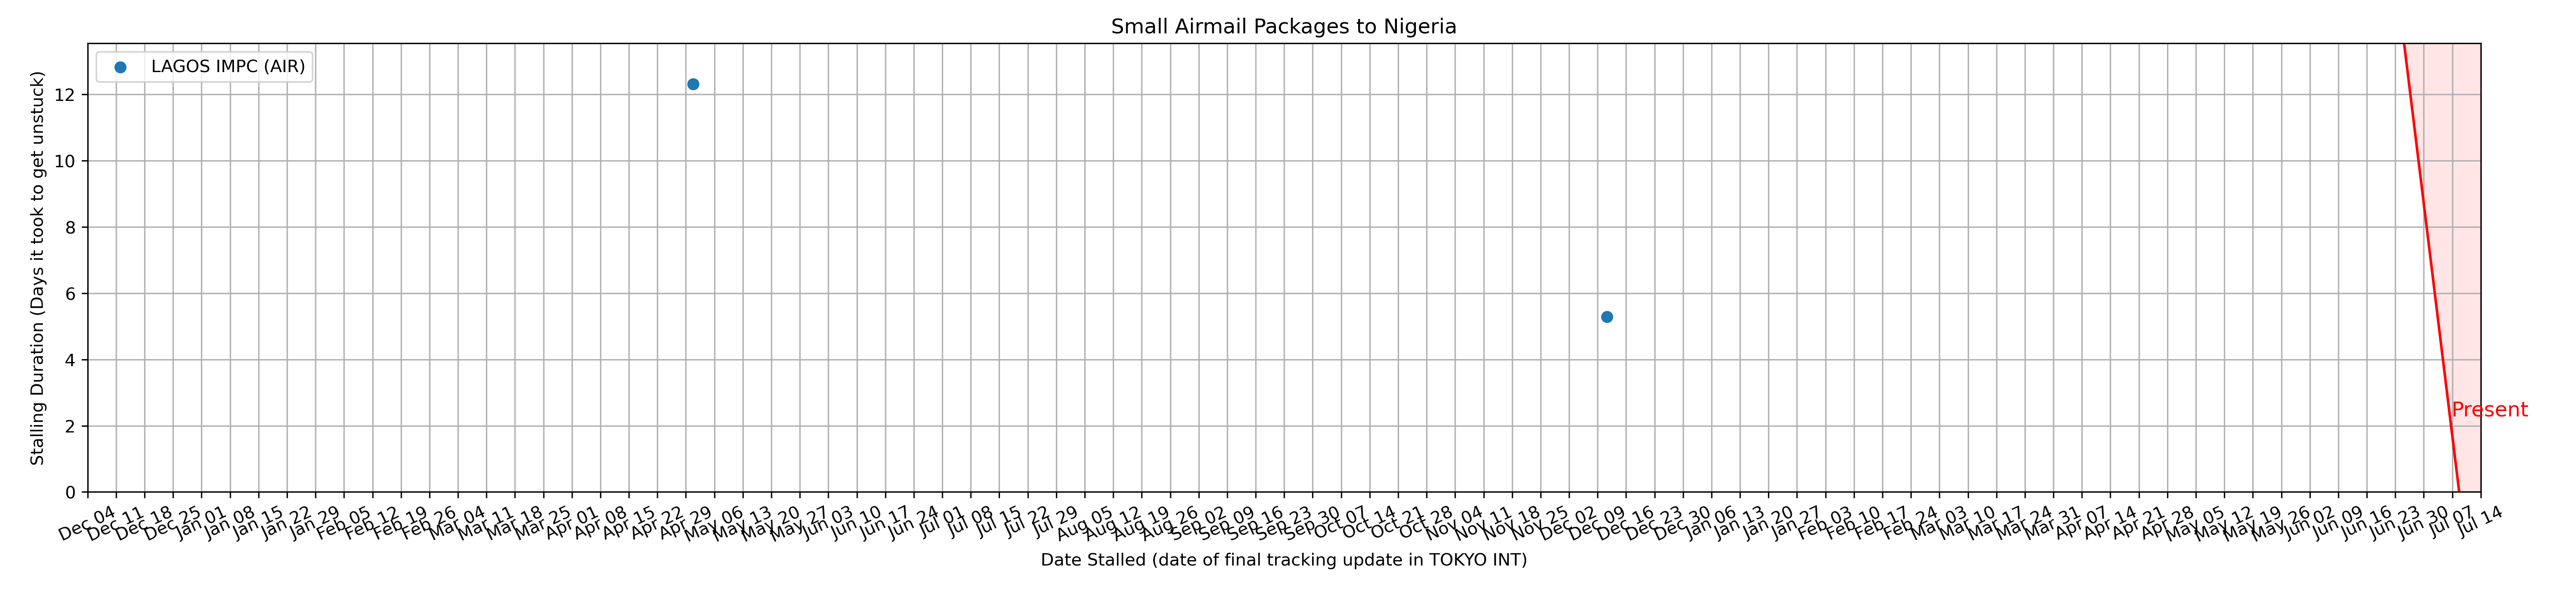 Small Airmail Packages to Nigeria
LAGOS IMPC (AIR)
Stalling Duration (Days it took to get unstuck)
12
10
8
6
4
2
0
Present
Dec 04
Dec 11
Dec 18
Dec 25
Jan 01
Jan 08
Jan 15
Jan 22
Jan 29
Feb 05
Feb 12
Feb 19
Feb 26
Mar 04
Mar 11
Mar 18
Mar 25
Apr 01
Apr 08
Apr 15
Apr 22
Apr 29
May 06
May 13
May 20
May 27
Jun 03
Jun 10
Jun 17
Jun 24
Jul 01
Jul 08
Jul 15
Jul 22
Jul 29
Aug 05
Aug 12
Aug 19
Aug 26
Sep 02
Sep 09
Sep 16
Sep 23
Sep 30
Oct 07
Oct 14
Oct 21
Oct 28
Nov 04
Nov 11
Nov 18
Nov 25
Dec 02
Dec 09
Dec 16
Dec 23
Dec 30
Jan 06
Jan 13
Jan 20
Jan 27
Feb 03
Feb 10
Feb 17
Feb 24
Mar 03
Mar 10
Mar 17
Mar 24
Mar 31
Apr 07
Apr 14
Apr 21
Apr 28
May 05
May 12
May 19
May 26
Jun 02
Jun 09
Jun 16
Jun 23
Jun 30
Jul 07
Jul 14
Date Stalled (date of final tracking update in TOKYO INT)